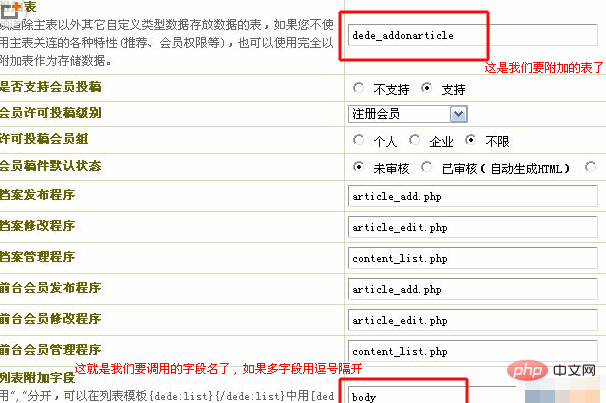 表
须道除主表以外其它自定义类型数据存放数据的表，如果您不使
用主表关连的各种特性(推荐、会员权限等)，也可以使用完全以
附加表作为存储数据。
dede_addonarticle
这是我们要附加的表了
是否支持会员投稿
不支持 支持
会员许可投稿级别
注册会员
许可投稿会员组
个人 企业 不限
会员稿件默认状态
未审核 已审核(自动生成HTML)
档案发布程序
article_add.php
档案修改程序
article_edit.php
档案管理程序
content_list.php
前台会员发布程序
article_add.php
前台会员修改程序
article_edit.php
前台会员管理程序
content_list.php
这就是我们要调用的字段名了，如果多字段用逗号隔开
列表附加字段
用","分开，可以在列表模板{dede:list}{/dede:list}中用[ded
body
php 中文网